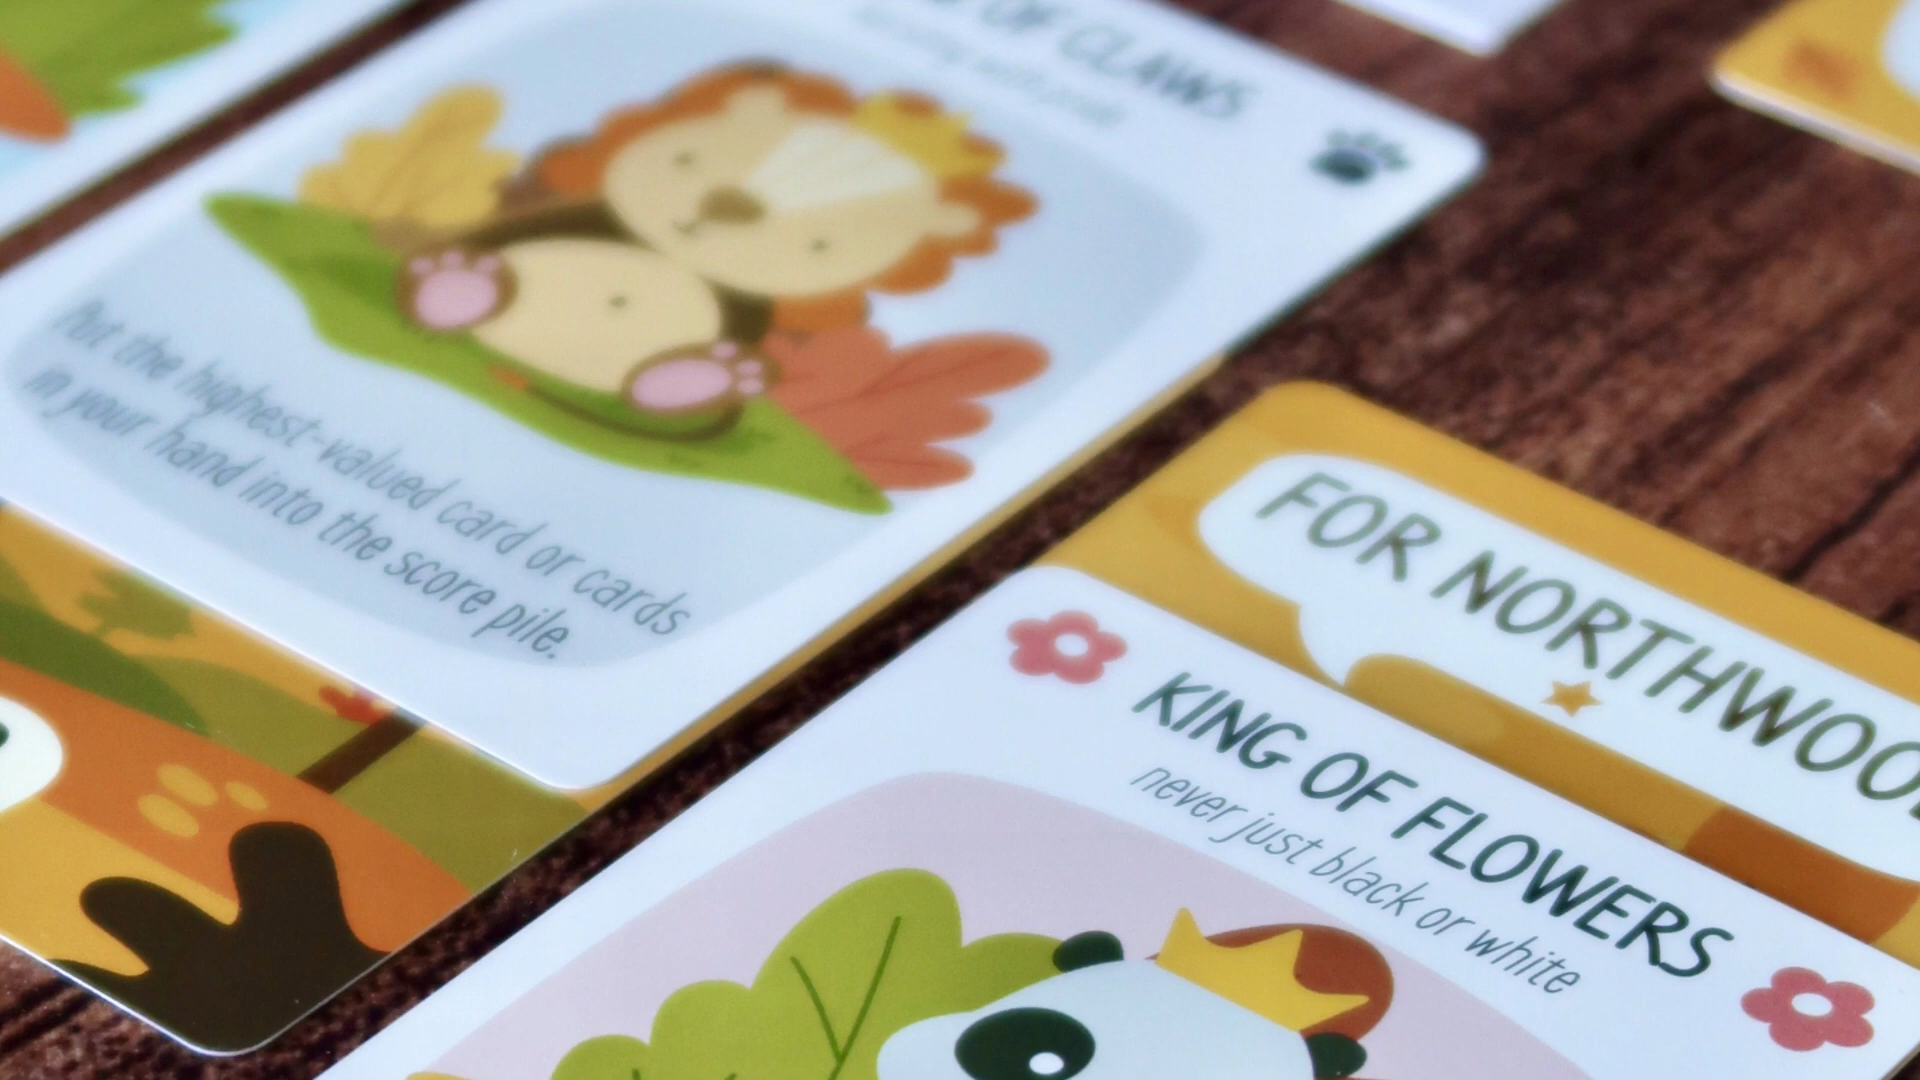 OF CLAWS
Put the highest-valued card or cards
in your hand into the score pile.
FOR
KING OF FLOWERS
never just black or white